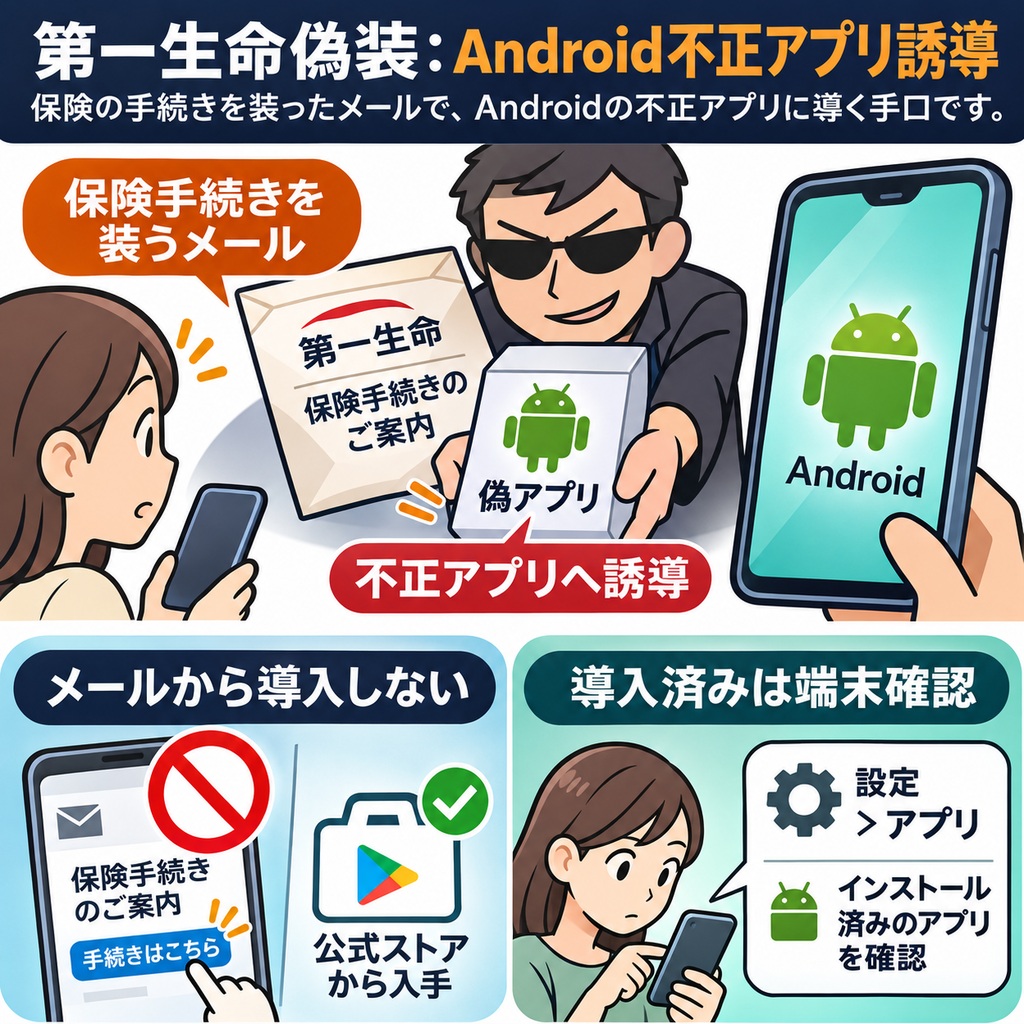 第一生命偽装：Android不正アプリ誘導
保険の手続きを装ったメールで、Androidの不正アプリに導く手口です。
保険手続きを
装うメール
第一生命
保険手続きの
ご案内
偽アプリ
Android
不正アプリへ誘導
メールから導入しない
保険手続き
のご案内
手続きはこちら
公式ストア
から入手
導入済みは端末確認
設定
＞アプリ
インストール
済みのアプリ
を確認